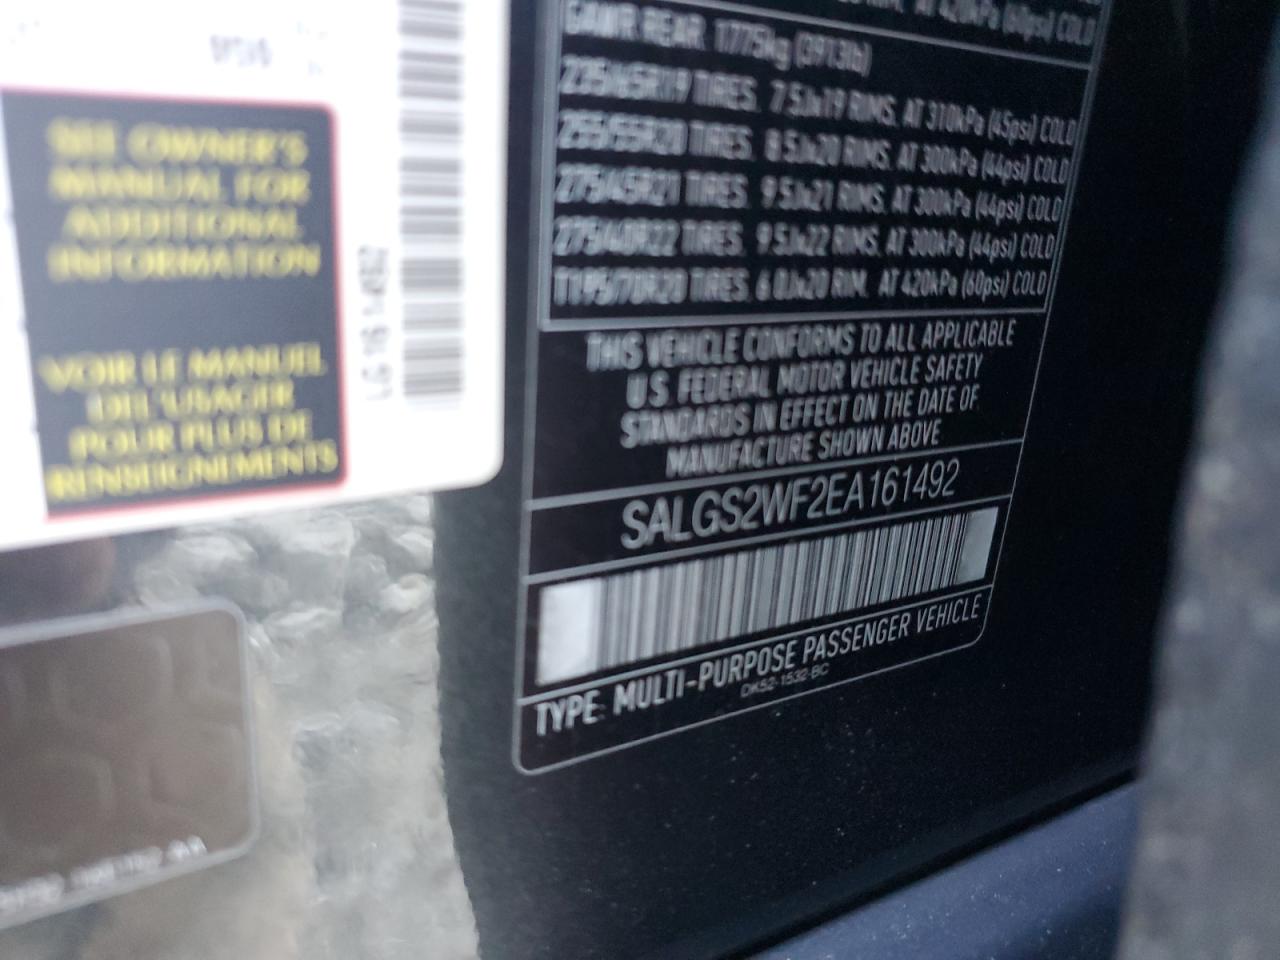 SEE OWNER'S
MANUAL FOR
ADDITIONAL
INFORMATION
VOIR LE MANUEL
DE L'USAGER
POUR PLUS DE
RENSEIGNEMENTS
AT 420kPa (60psi) COLD
GAWR REAR 1775kg (3913lb)
235/65R19 TIRES. 7.5Jx19 RIMS. AT 310kPa (45psi) COLD
255/55R20 TIRES. 8.5Jx20 RIMS. AT 300kPa (44psi) COLD
275/45R21 TIRES. 9.5Jx21 RIMS. AT 300kPa (44psi) COLD
275/40R22 TIRES. 9.5Jx22 RIMS. AT 300kPa (44psi) COLD
T195/70R20 TIRES. 6.0Jx20 RIM. AT 420kPa (60psi) COLD
THIS VEHICLE CONFORMS TO ALL APPLICABLE
U.S. FEDERAL MOTOR VEHICLE SAFETY
STANDARDS IN EFFECT ON THE DATE OF
MANUFACTURE SHOWN ABOVE
SALGS2WF2EA161492
TYPE: MULTI-PURPOSE PASSENGER VEHICLE
DK52-1532-BC